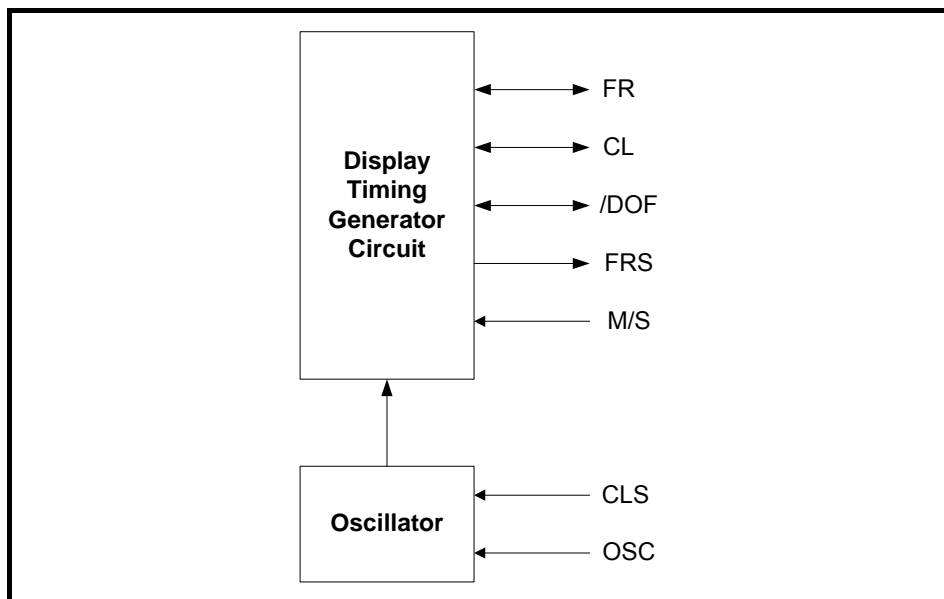 Display
Timing
Generator
Circuit
FR
CL
/DOF
FRS
M/S
Oscillator
CLS
OSC